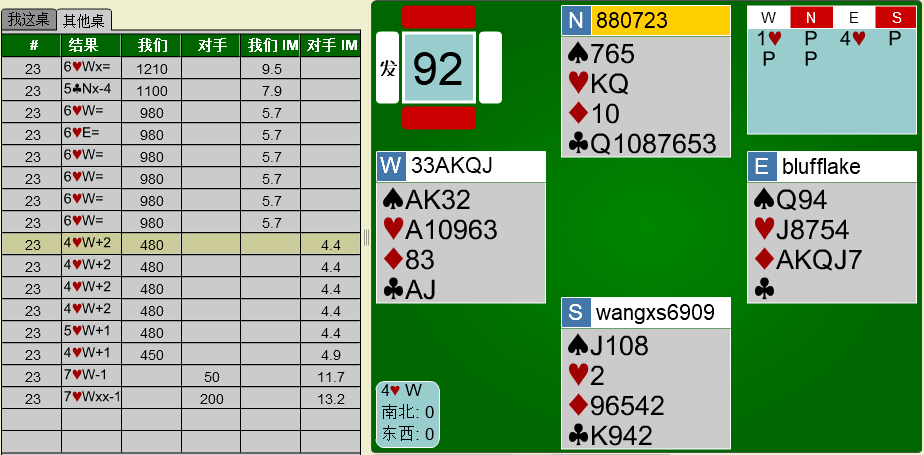 我这桌 其他桌
# 结果 我们 对手 我们 IM 对手 IM
23 6♥Wx= 1210 9.5
23 5♣Nx-4 1100 7.9
23 6♥W= 980 5.7
23 6♥E= 980 5.7
23 6♥W= 980 5.7
23 6♥W= 980 5.7
23 6♥W= 980 5.7
23 6♥W= 980 5.7
23 4♥W+2 480 4.4
23 4♥W+2 480 4.4
23 4♥W+2 480 4.4
23 4♥W+2 480 4.4
23 5♥W+1 480 4.4
23 4♥W+1 450 4.9
23 7♥W-1 50 11.7
23 7♥Wxx-1 200 13.2
发 92
N 880723
♠765
♥KQ
♦10
♣Q1087653
W N E S
1♥ P 4♥ P
P P
W 33AKQJ
♠AK32
♥A10963
♦83
♣AJ
E blufflake
♠Q94
♥J8754
♦AKQJ7
♣
S wangxs6909
♠J108
♥2
♦96542
♣K942
4♥ W
南北: 0
东西: 0